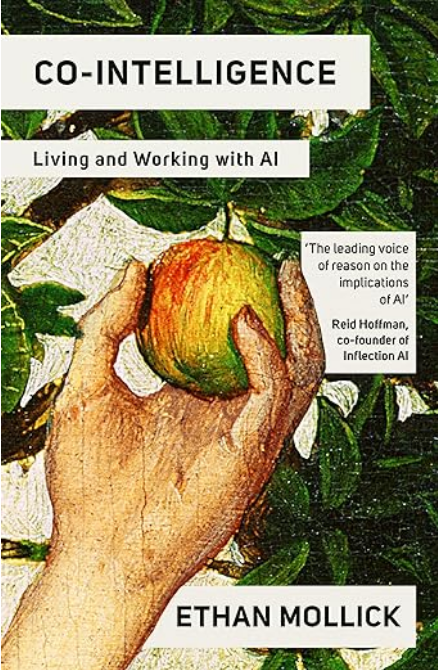 CO-INTELLIGENCE
Living and Working with AI
‘The leading voice
of reason on the
implications
of AI’
Reid Hoffman,
co-founder of
Inflection AI
ETHAN MOLLICK